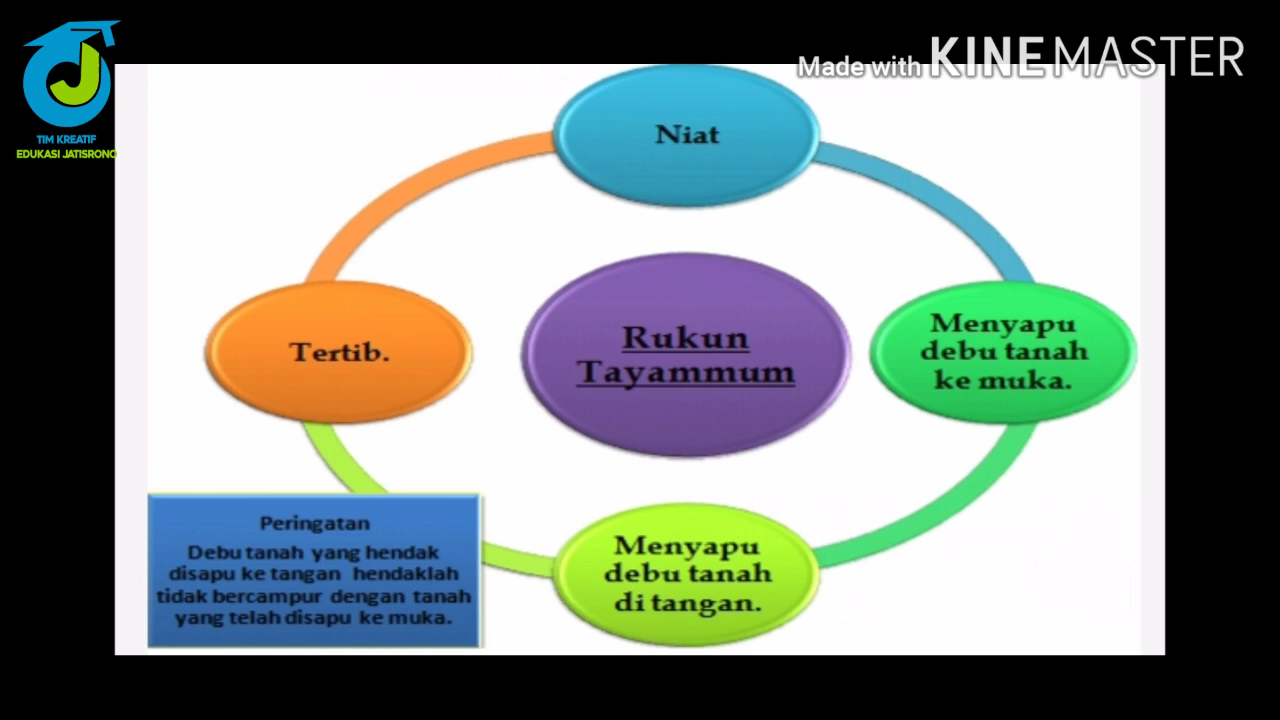 TIM KREATIF
EDUKASI JATISRONO
Made with KINEMASTER
Niat
Rukun
Tayammum
Menyapu
debu tanah
ke muka.
Menyapu
debu tanah
di tangan.
Tertib.
Peringatan
Debu tanah yang hendak
disapu ke tangan hendaklah
tidak bercampur dengan tanah
yang telah disapu ke muka.